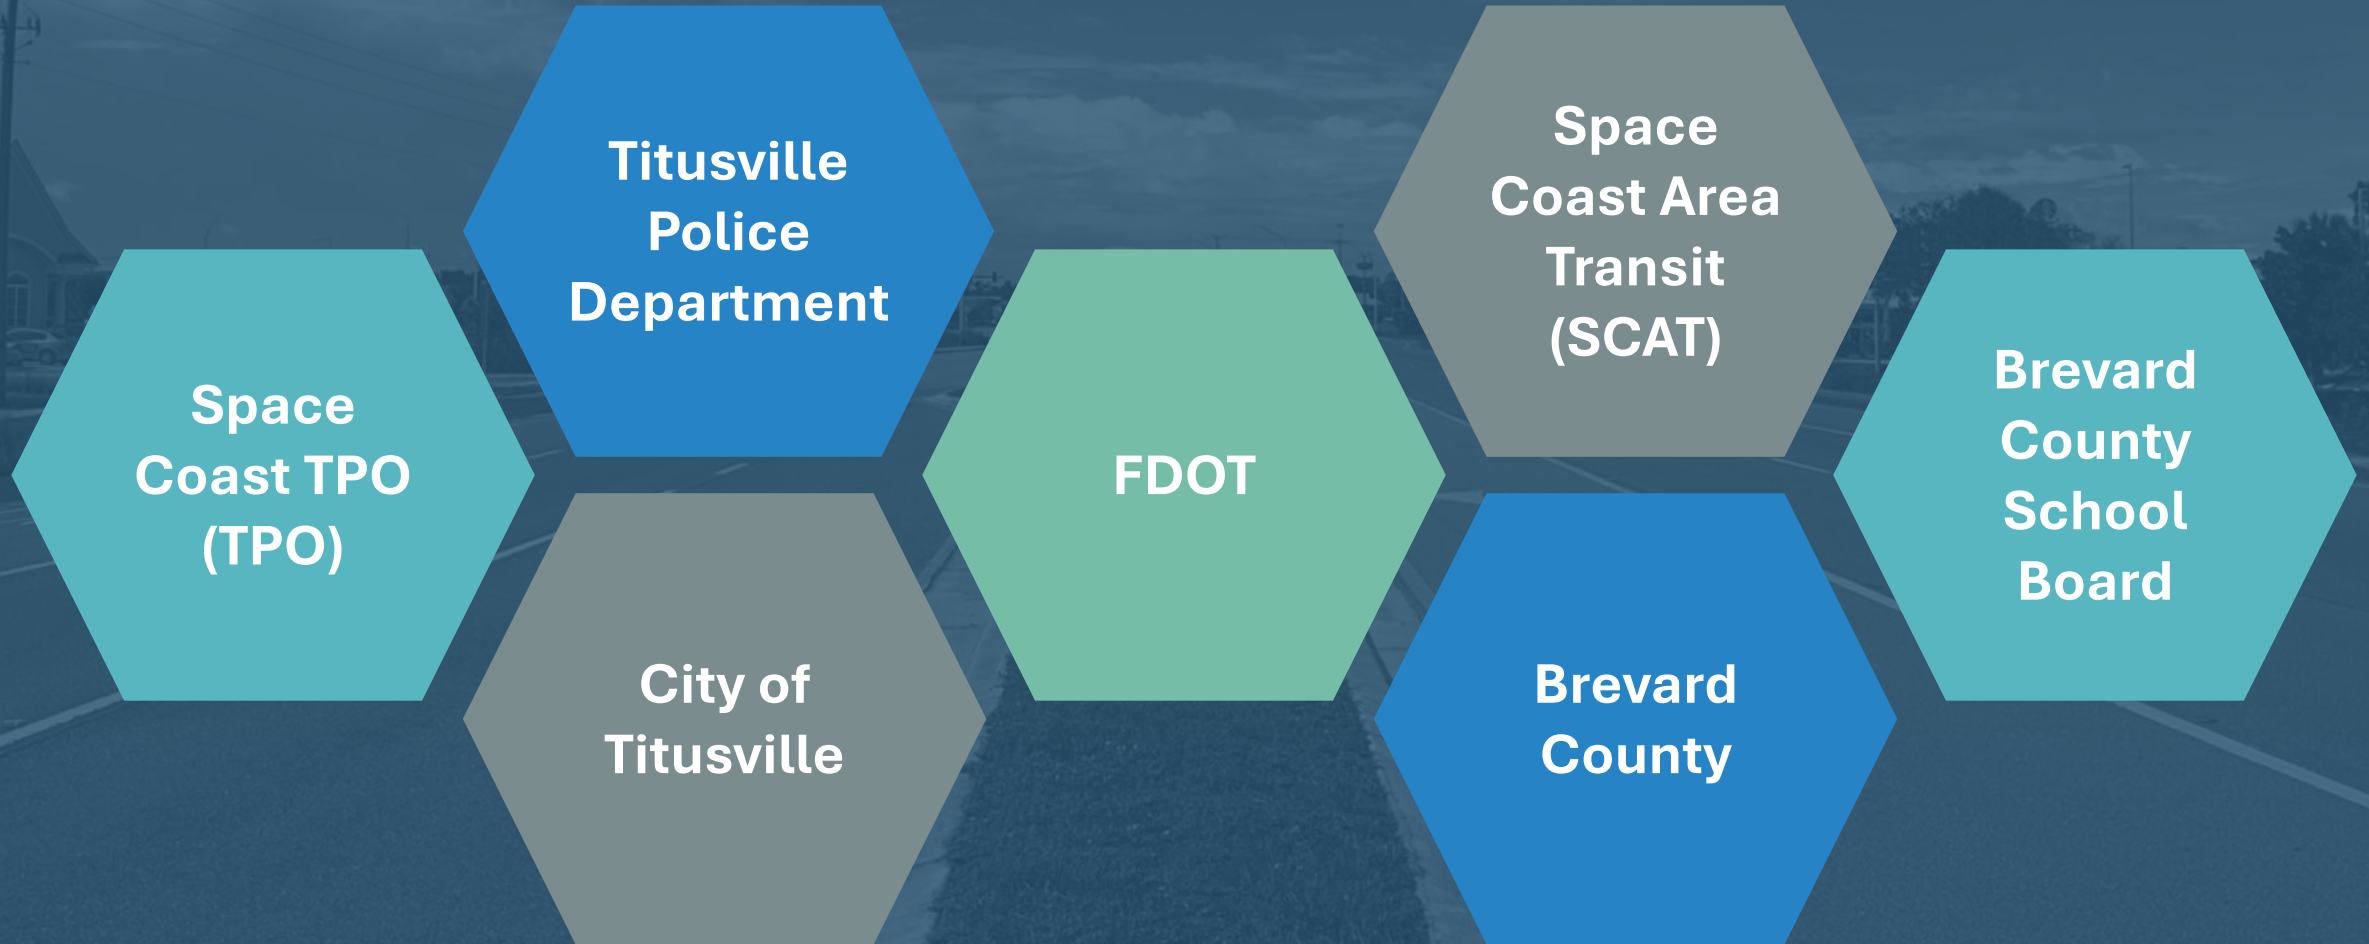 Space
Coast TPO
(TPO)
Titusville
Police
Department
City of
Titusville
FDOT
Space
Coast Area
Transit
(SCAT)
Brevard
County
Brevard
County
School
Board